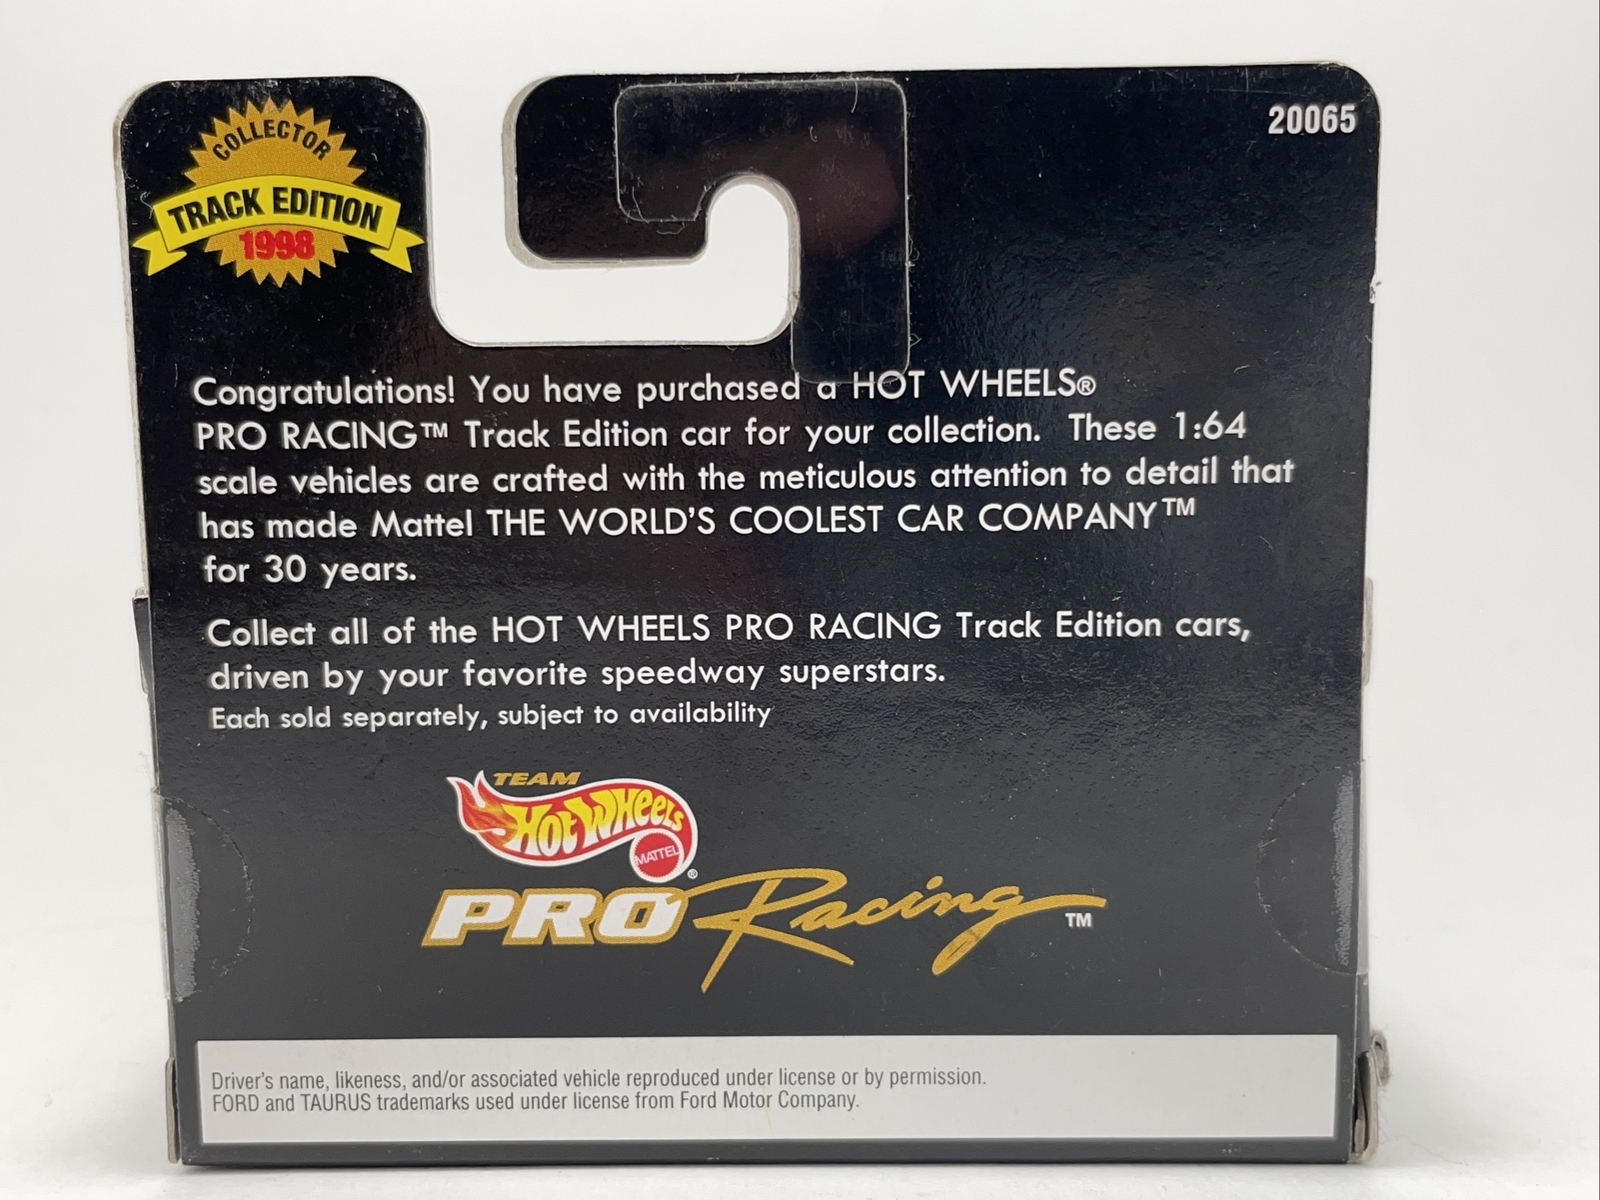 COLLECTOR
TRACK EDITION
1998
20065
Congratulations! You have purchased a HOT WHEELS®
PRO RACING™ Track Edition car for your collection. These 1:64
scale vehicles are crafted with the meticulous attention to detail that
has made Mattel THE WORLD'S COOLEST CAR COMPANY™
for 30 years.
Collect all of the HOT WHEELS PRO RACING Track Edition cars,
driven by your favorite speedway superstars.
Each sold separately, subject to availability
TEAM
Hot Wheels
MATTEL ®
PRO Racing ™
Driver's name, likeness, and/or associated vehicle reproduced under license or by permission.
FORD and TAURUS trademarks used under license from Ford Motor Company.